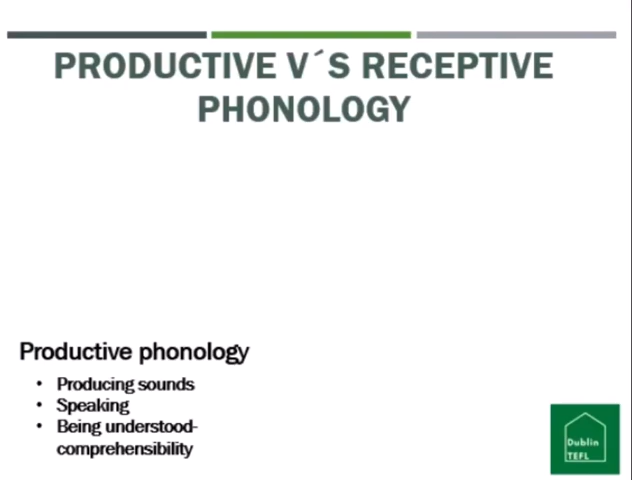 PRODUCTIVE V´S RECEPTIVE
PHONOLOGY
Productive phonology
• Producing sounds
• Speaking
• Being understood-
comprehensibility
Dublin
TEFL